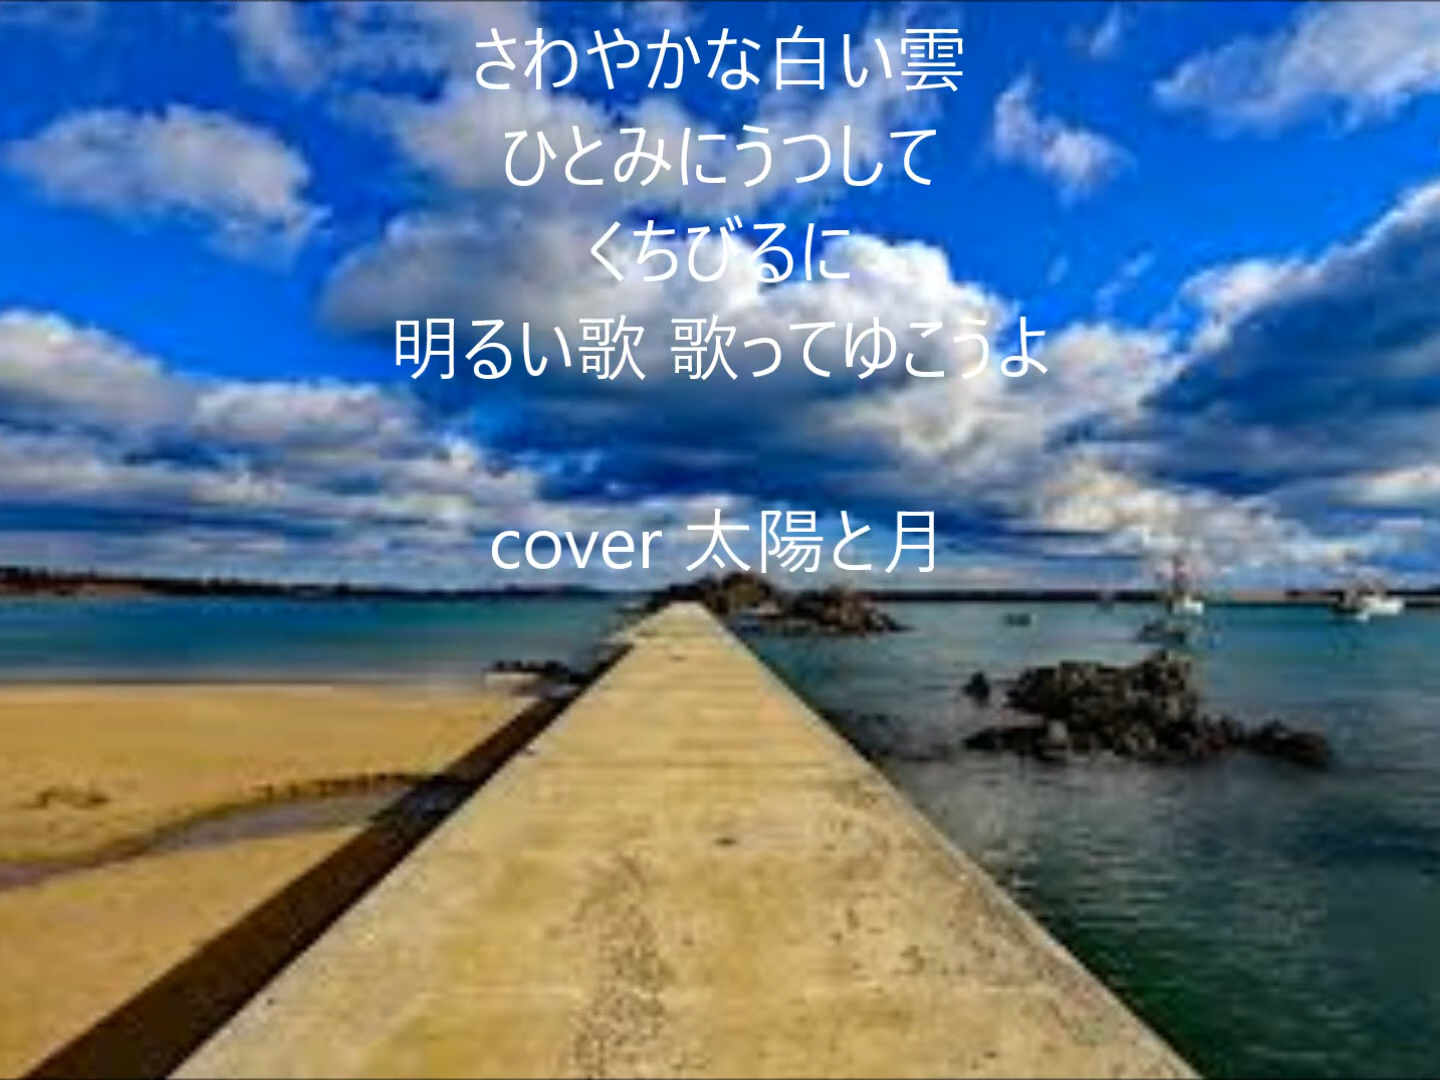 さわやかな白い雲
ひとみにうつして
くちびるに
明るい歌 歌ってゆこうよ
cover 太陽と月